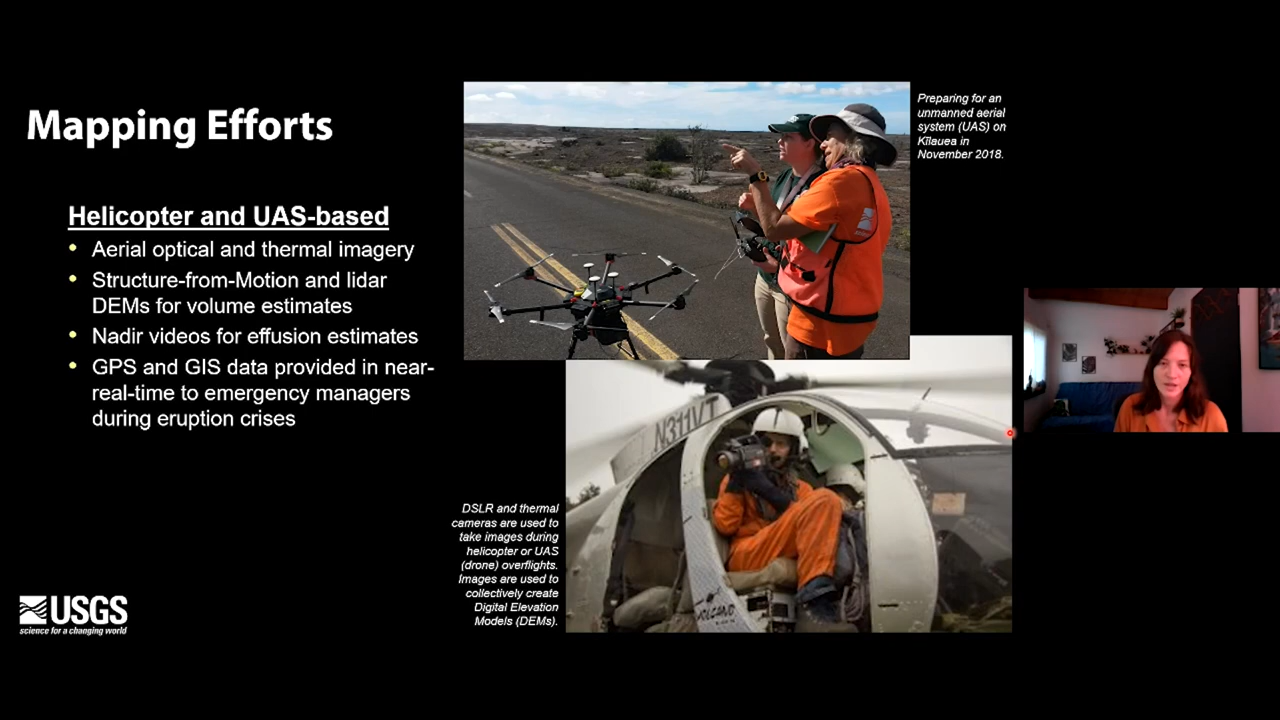 Mapping Efforts
Helicopter and UAS-based
• Aerial optical and thermal imagery
• Structure-from-Motion and lidar
DEMs for volume estimates
• Nadir videos for effusion estimates
• GPS and GIS data provided in near-
real-time to emergency managers
during eruption crises
Preparing for an
unmanned aerial
system (UAS) on
Kīlauea in
November 2018.
N311VT
VOLCANO
DSLR and thermal
cameras are used to
take images during
helicopter or UAS
(drone) overflights.
Images are used to
collectively create
Digital Elevation
Models (DEMs).
USGS
science for a changing world